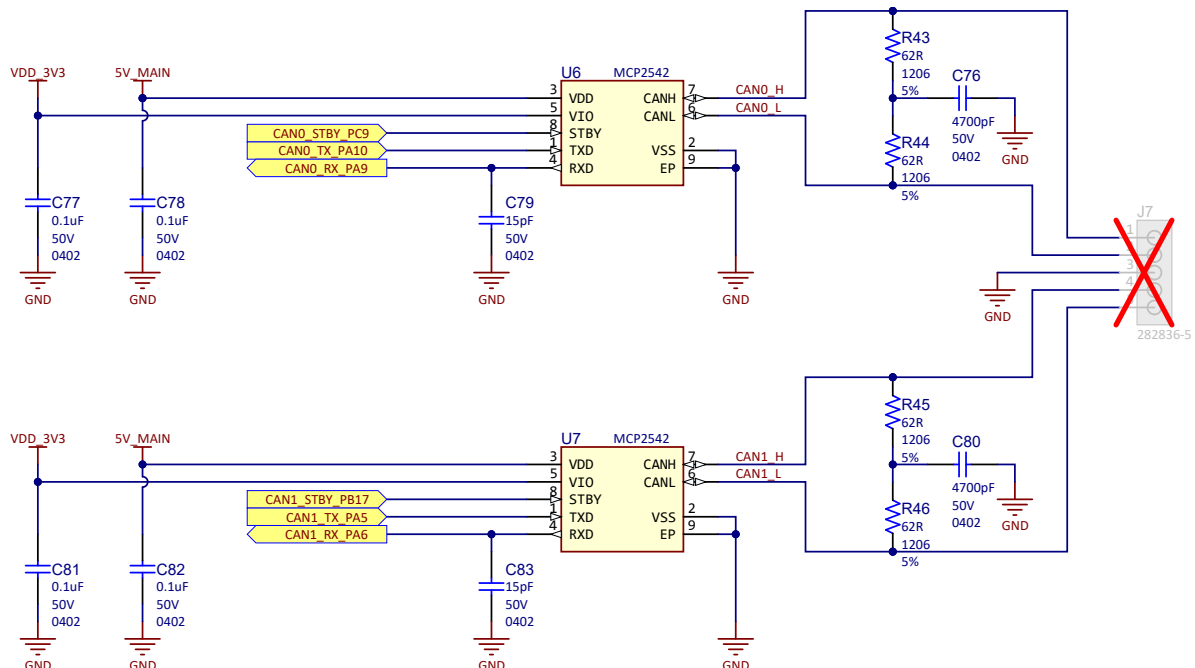 VDD_3V3
5V_MAIN
U6
MCP2542
3
VDD
CANH
7
CAN0_H
5
VIO
CANL
6
CAN0_L
CAN0_STBY_PC9
8
STBY
CAN0_TX_PA10
1
TXD
VSS
2
CAN0_RX_PA9
4
RXD
EP
9
R43
62R
1206
5%
C76
4700pF
50V
0402
GND
R44
62R
1206
5%
C77
0.1uF
50V
0402
GND
C78
0.1uF
50V
0402
GND
C79
15pF
50V
0402
GND
GND
J7
1
3
4
282836-5
GND
VDD_3V3
5V_MAIN
U7
MCP2542
3
VDD
CANH
7
CAN1_H
5
VIO
CANL
6
CAN1_L
CAN1_STBY_PB17
8
STBY
CAN1_TX_PA5
1
TXD
VSS
2
CAN1_RX_PA6
4
RXD
EP
9
R45
62R
1206
5%
C80
4700pF
50V
0402
GND
R46
62R
1206
5%
C81
0.1uF
50V
0402
GND
C82
0.1uF
50V
0402
GND
C83
15pF
50V
0402
GND
GND